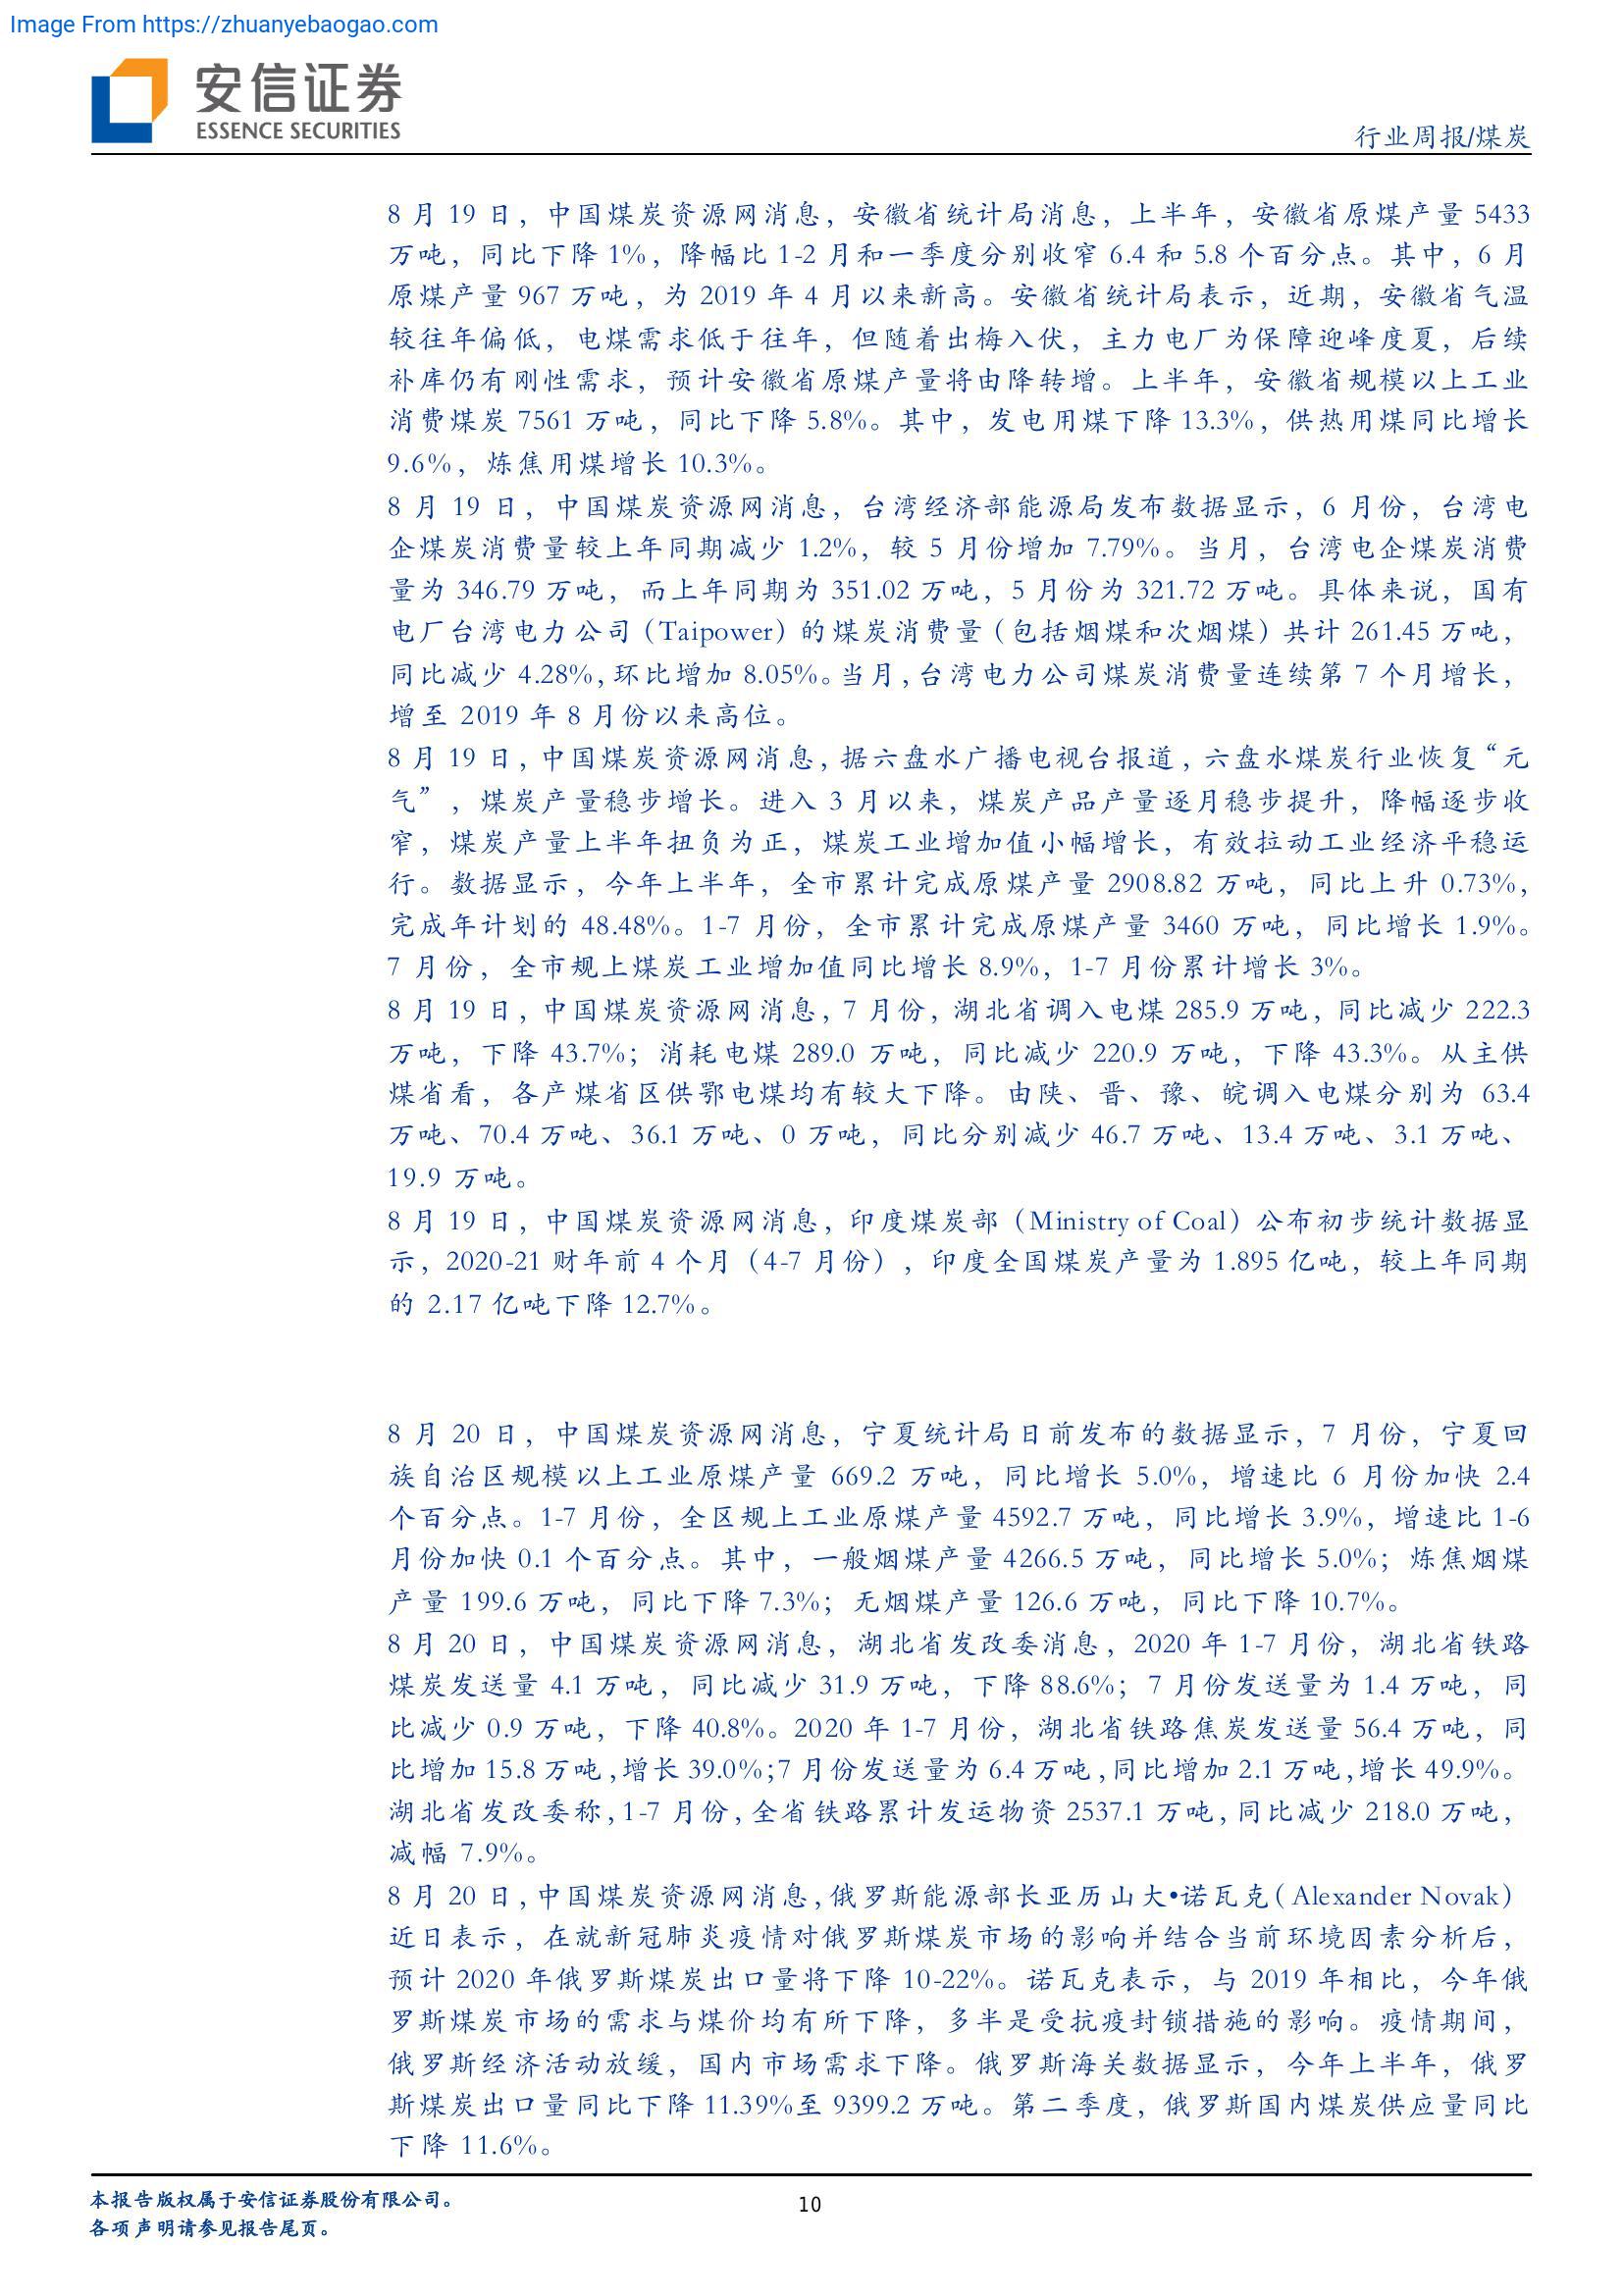 Image From https://zhuanyebaogao.com
安信证券
ESSENCE SECURITIES
行业周报/煤炭
8 月 19 日，中国煤炭资源网消息，安徽省统计局消息，上半年，安徽省原煤产量 5433
万吨，同比下降 1%，降幅比 1-2 月和一季度分别收窄 6.4 和 5.8 个百分点。其中，6 月
原煤产量 967 万吨，为 2019 年 4 月以来新高。安徽省统计局表示，近期，安徽省气温
较往年偏低，电煤需求低于往年，但随着出梅入伏，主力电厂为保障迎峰度夏，后续
补库仍有刚性需求，预计安徽省原煤产量将由降转增。上半年，安徽省规模以上工业
消费煤炭 7561 万吨，同比下降 5.8%。其中，发电用煤下降 13.3%，供热用煤同比增长
9.6%，炼焦用煤增长 10.3%。
8 月 19 日，中国煤炭资源网消息，台湾经济部能源局发布数据显示，6 月份，台湾电
企煤炭消费量较上年同期减少 1.2%，较 5 月份增加 7.79%。当月，台湾电企煤炭消费
量为 346.79 万吨，而上年同期为 351.02 万吨，5 月份为 321.72 万吨。具体来说，国有
电厂台湾电力公司（Taipower）的煤炭消费量（包括烟煤和次烟煤）共计 261.45 万吨，
同比减少 4.28%，环比增加 8.05%。当月，台湾电力公司煤炭消费量连续第 7 个月增长，
增至 2019 年 8 月份以来高位。
8 月 19 日，中国煤炭资源网消息，据六盘水广播电视台报道，六盘水煤炭行业恢复“元
气”，煤炭产量稳步增长。进入 3 月以来，煤炭产品产量逐月稳步提升，降幅逐步收
窄，煤炭产量上半年扭负为正，煤炭工业增加值小幅增长，有效拉动工业经济平稳运
行。数据显示，今年上半年，全市累计完成原煤产量 2908.82 万吨，同比上升 0.73%，
完成年计划的 48.48%。1-7 月份，全市累计完成原煤产量 3460 万吨，同比增长 1.9%。
7 月份，全市规上煤炭工业增加值同比增长 8.9%，1-7 月份累计增长 3%。
8 月 19 日，中国煤炭资源网消息，7 月份，湖北省调入电煤 285.9 万吨，同比减少 222.3
万吨，下降 43.7%；消耗电煤 289.0 万吨，同比减少 220.9 万吨，下降 43.3%。从主供
煤省看，各产煤省区供鄂电煤均有较大下降。由陕、晋、豫、皖调入电煤分别为 63.4
万吨、70.4 万吨、36.1 万吨、0 万吨，同比分别减少 46.7 万吨、13.4 万吨、3.1 万吨、
19.9 万吨。
8 月 19 日，中国煤炭资源网消息，印度煤炭部（Ministry of Coal）公布初步统计数据显
示，2020-21 财年前 4 个月（4-7 月份），印度全国煤炭产量为 1.895 亿吨，较上年同期
的 2.17 亿吨下降 12.7%。
8 月 20 日，中国煤炭资源网消息，宁夏统计局日前发布的数据显示，7 月份，宁夏回
族自治区规模以上工业原煤产量 669.2 万吨，同比增长 5.0%，增速比 6 月份加快 2.4
个百分点。1-7 月份，全区规上工业原煤产量 4592.7 万吨，同比增长 3.9%，增速比 1-6
月份加快 0.1 个百分点。其中，一般烟煤产量 4266.5 万吨，同比增长 5.0%；炼焦烟煤
产量 199.6 万吨，同比下降 7.3%；无烟煤产量 126.6 万吨，同比下降 10.7%。
8 月 20 日，中国煤炭资源网消息，湖北省发改委消息，2020 年 1-7 月份，湖北省铁路
煤炭发送量 4.1 万吨，同比减少 31.9 万吨，下降 88.6%；7 月份发送量为 1.4 万吨，同
比减少 0.9 万吨，下降 40.8%。2020 年 1-7 月份，湖北省铁路焦炭发送量 56.4 万吨，同
比增加 15.8 万吨，增长 39.0%；7 月份发送量为 6.4 万吨，同比增加 2.1 万吨，增长 49.9%。
湖北省发改委称，1-7 月份，全省铁路累计发运物资 2537.1 万吨，同比减少 218.0 万吨，
减幅 7.9%。
8 月 20 日，中国煤炭资源网消息，俄罗斯能源部长亚历山大•诺瓦克（Alexander Novak）
近日表示，在就新冠肺炎疫情对俄罗斯煤炭市场的影响并结合当前环境因素分析后，
预计 2020 年俄罗斯煤炭出口量将下降 10-22%。诺瓦克表示，与 2019 年相比，今年俄
罗斯煤炭市场的需求与煤价均有所下降，多半是受抗疫封锁措施的影响。疫情期间，
俄罗斯经济活动放缓，国内市场需求下降。俄罗斯海关数据显示，今年上半年，俄罗
斯煤炭出口量同比下降 11.39%至 9399.2 万吨。第二季度，俄罗斯国内煤炭供应量同比
下降 11.6%。
本报告版权属于安信证券股份有限公司。
10
各项声明请参见报告尾页。